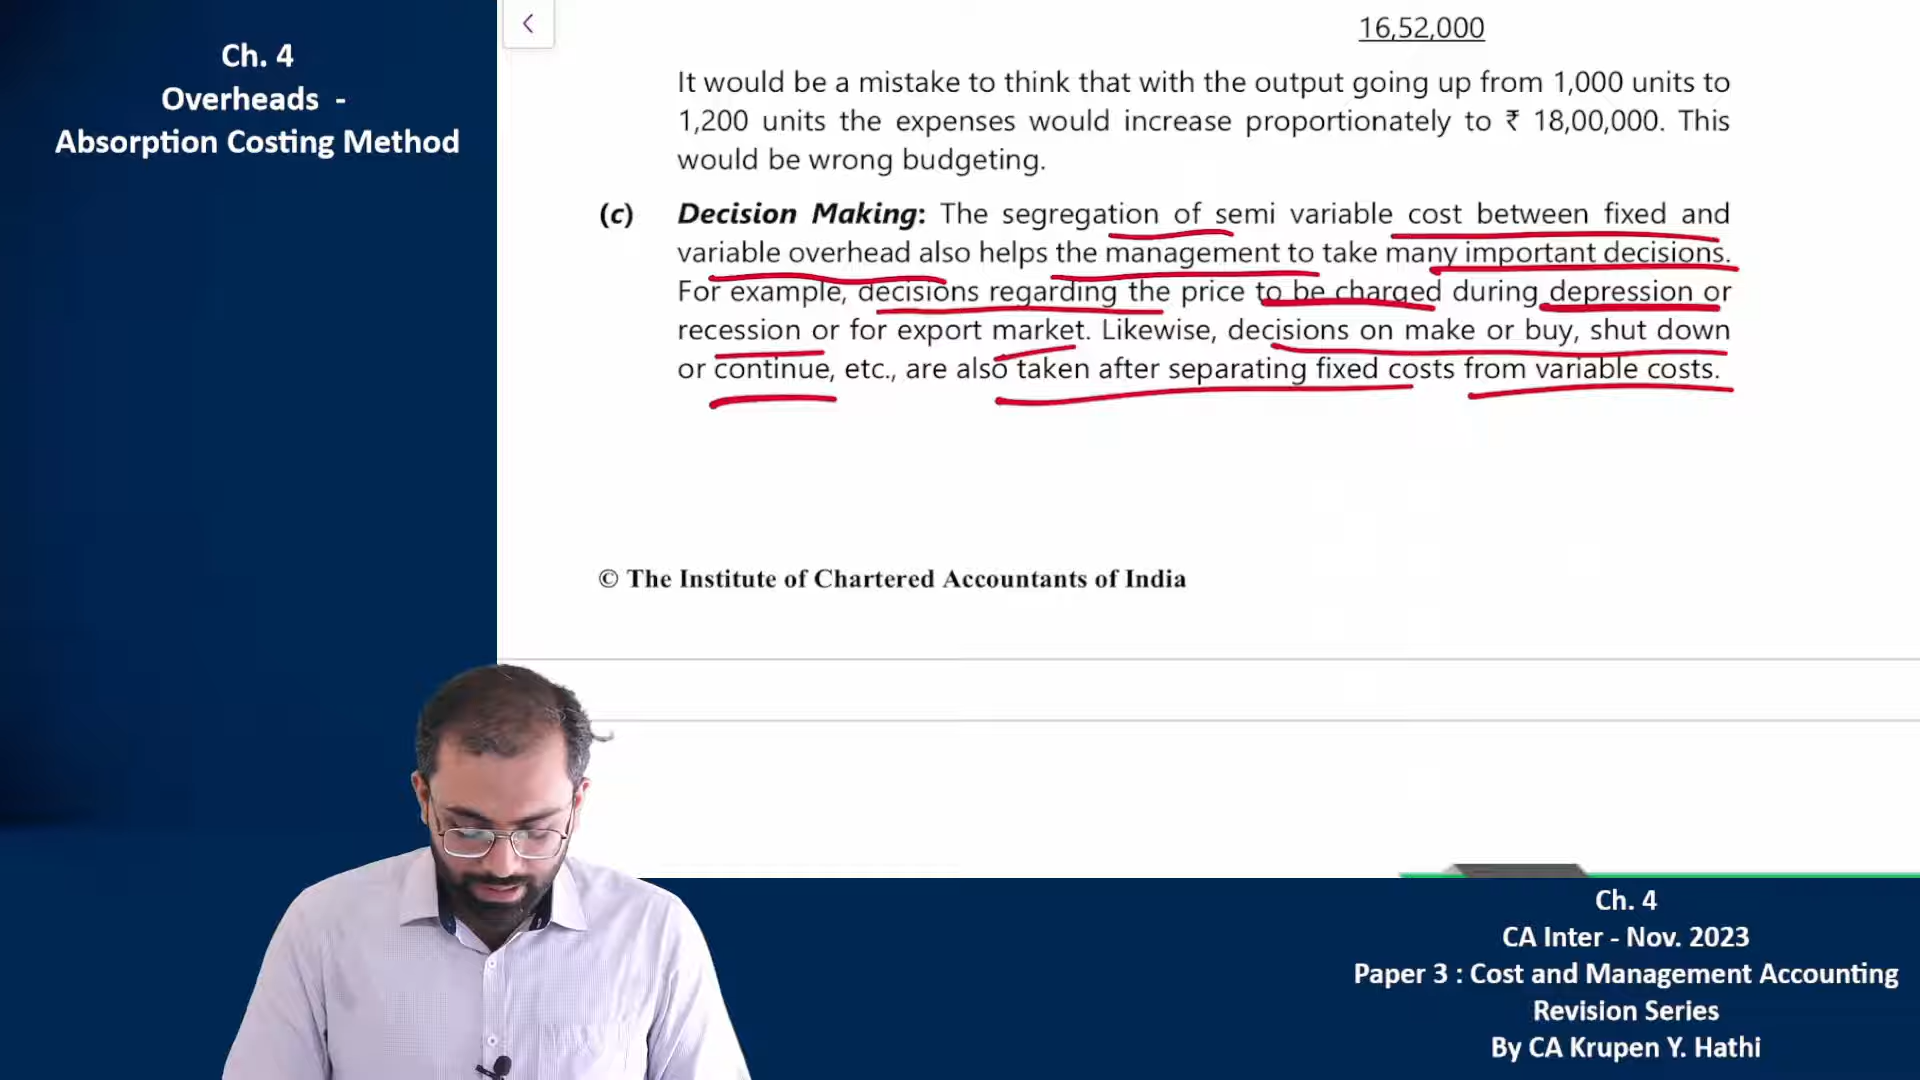 Ch. 4
Overheads -
Absorption Costing Method
16,52,000
It would be a mistake to think that with the output going up from 1,000 units to
1,200 units the expenses would increase proportionately to ₹ 18,00,000. This
would be wrong budgeting.
(c) Decision Making: The segregation of semi variable cost between fixed and
variable overhead also helps the management to take many important decisions.
For example, decisions regarding the price to be charged during depression or
recession or for export market. Likewise, decisions on make or buy, shut down
or continue, etc., are also taken after separating fixed costs from variable costs.
© The Institute of Chartered Accountants of India
Ch. 4
CA Inter - Nov. 2023
Paper 3 : Cost and Management Accounting
Revision Series
By CA Krupen Y. Hathi